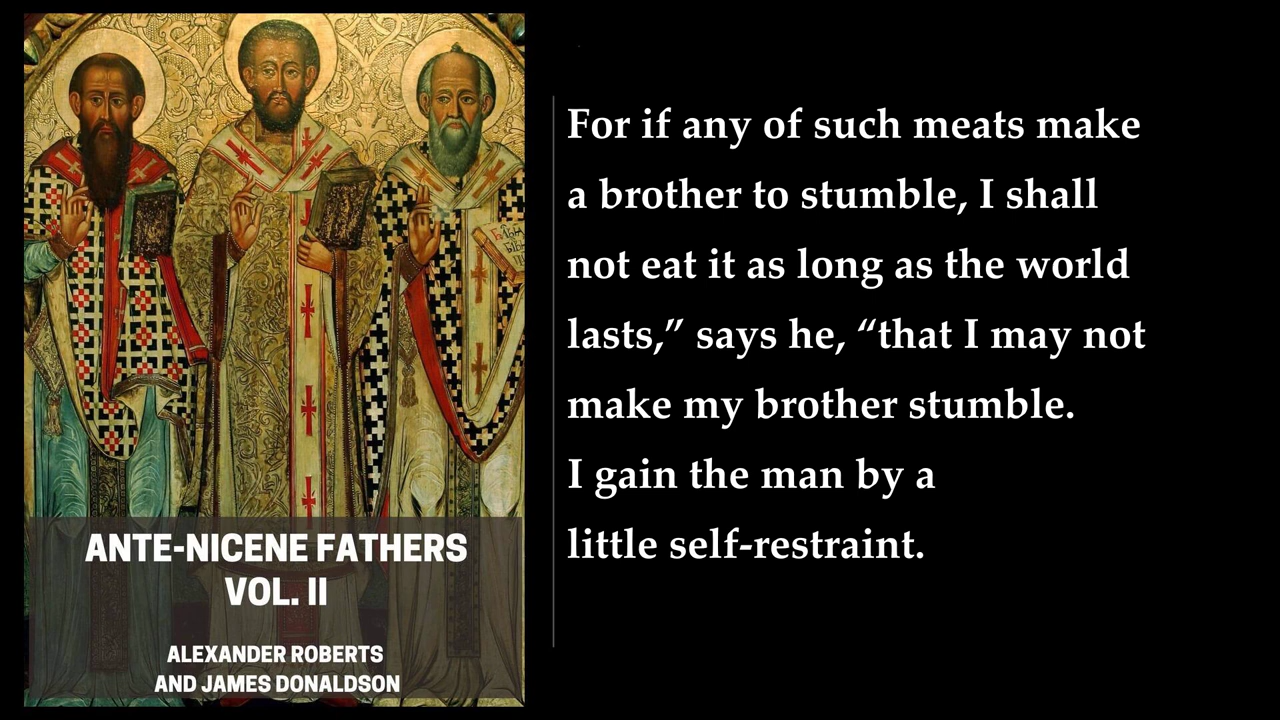 ANTE-NICENE FATHERS
VOL. II
ALEXANDER ROBERTS
AND JAMES DONALDSON
For if any of such meats make
a brother to stumble, I shall
not eat it as long as the world
lasts,” says he, “that I may not
make my brother stumble.
I gain the man by a
little self-restraint.